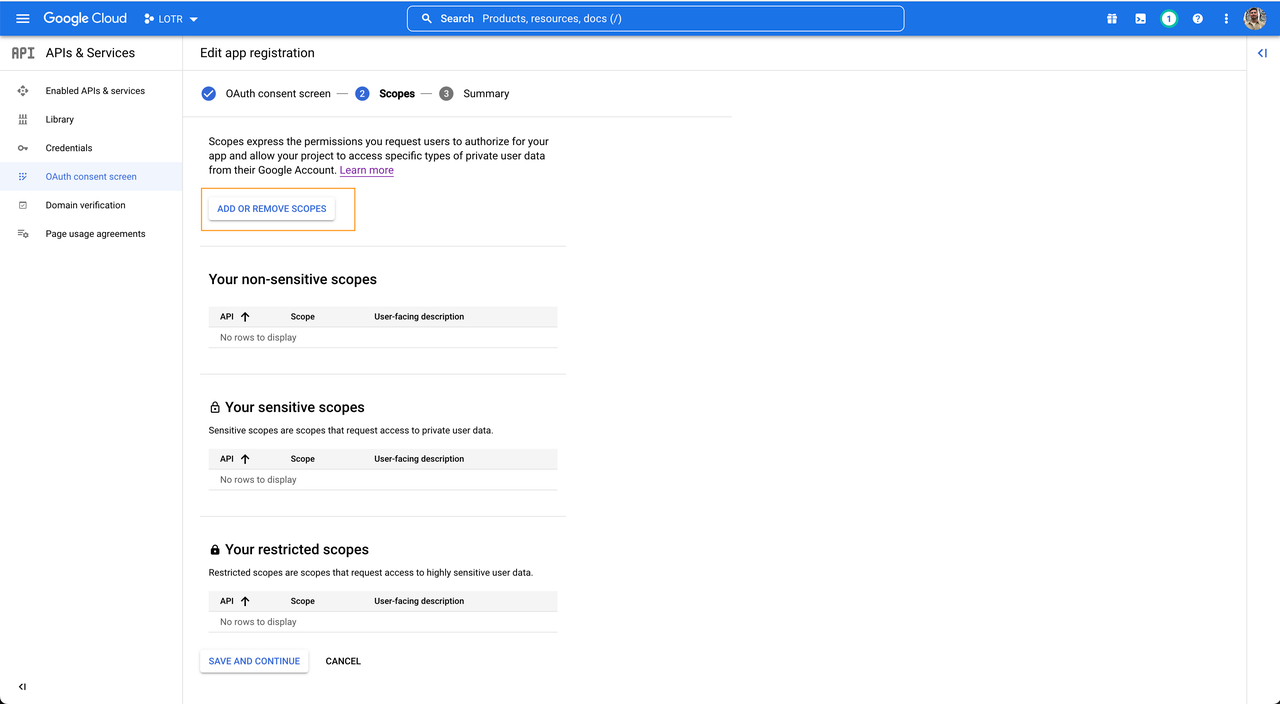 Google Cloud LOTR Search Products, resources, docs (/) 1
API APIs & Services
Enabled APIs & services
Library
Credentials
OAuth consent screen
Domain verification
Page usage agreements
Edit app registration
OAuth consent screen — 2 Scopes — 3 Summary
Scopes express the permissions you request users to authorize for your
app and allow your project to access specific types of private user data
from their Google Account. Learn more
ADD OR REMOVE SCOPES
Your non-sensitive scopes
API Scope User-facing description
No rows to display
Your sensitive scopes
Sensitive scopes are scopes that request access to private user data.
API Scope User-facing description
No rows to display
Your restricted scopes
Restricted scopes are scopes that request access to highly sensitive user data.
API Scope User-facing description
No rows to display
SAVE AND CONTINUE CANCEL